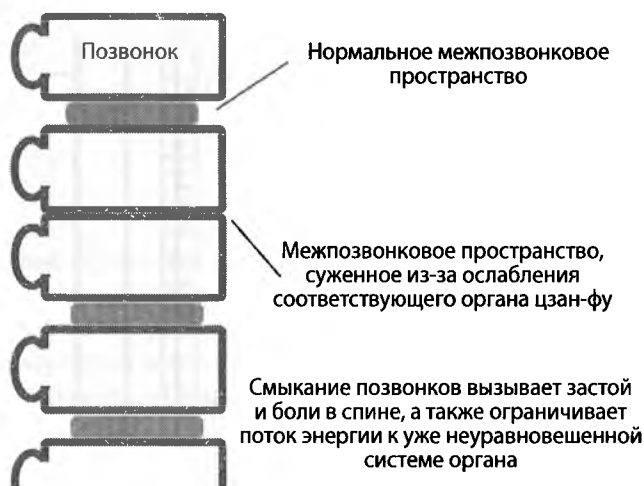 Позвонок
Нормальное межпозвонковое
пространство
Межпозвонковое пространство,
суженное из-за ослабления
соответствующего органа цзан-фу
Смыкание позвонков вызывает застой
и боли в спине, а также ограничивает
поток энергии к уже неуравновешенной
системе органа